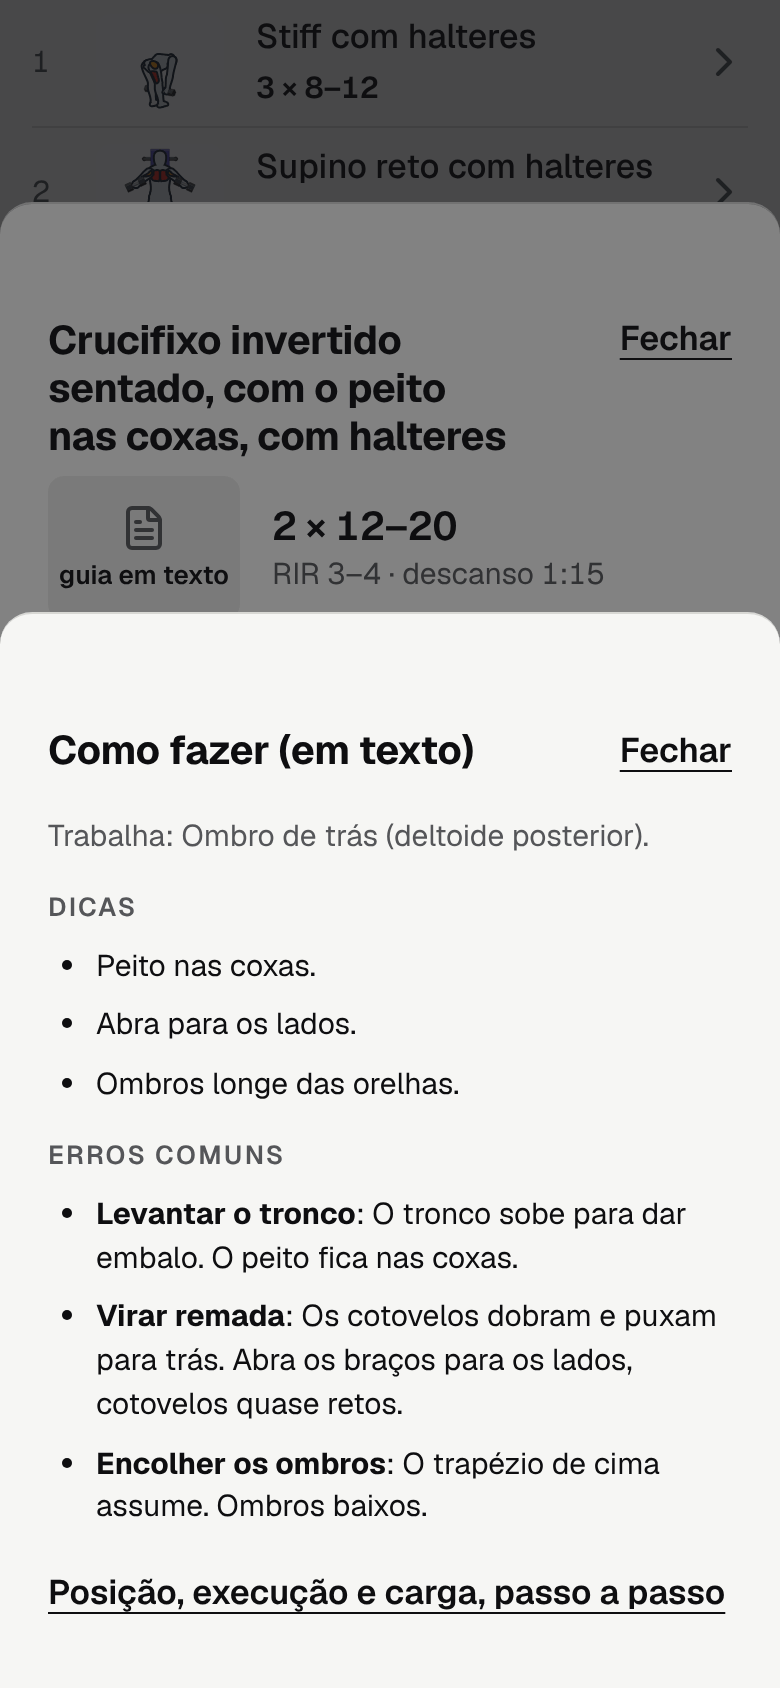 1
Stiff com halteres
3 × 8–12
2
Supino reto com halteres
Crucifixo invertido
sentado, com o peito
nas coxas, com halteres
Fechar
guia em texto
2 × 12–20
RIR 3–4 · descanso 1:15
Como fazer (em texto)
Fechar
Trabalha: Ombro de trás (deltoide posterior).
DICAS
• Peito nas coxas.
• Abra para os lados.
• Ombros longe das orelhas.
ERROS COMUNS
• Levantar o tronco: O tronco sobe para dar
embalo. O peito fica nas coxas.
• Virar remada: Os cotovelos dobram e puxam
para trás. Abra os braços para os lados,
cotovelos quase retos.
• Encolher os ombros: O trapézio de cima
assume. Ombros baixos.
Posição, execução e carga, passo a passo